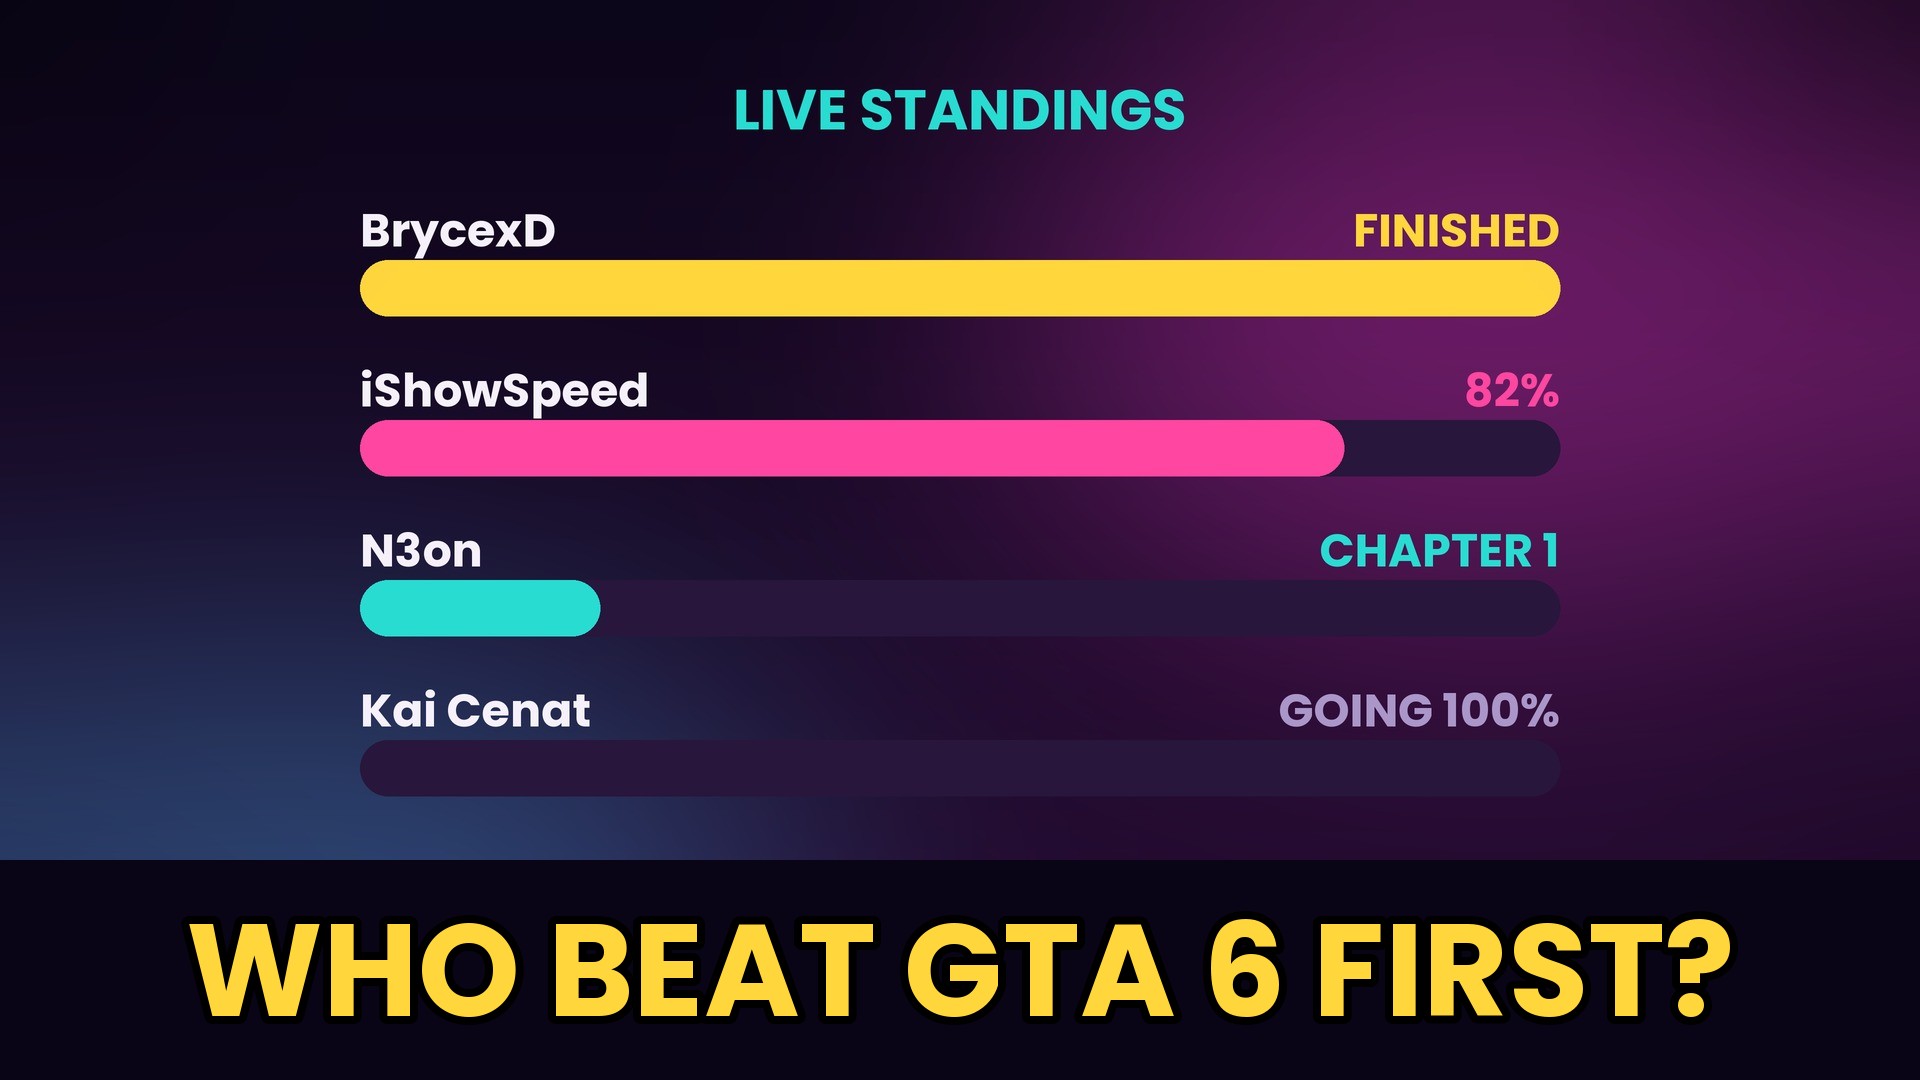 LIVE STANDINGS
BrycexD FINISHED
iShowSpeed 82%
N3on CHAPTER 1
Kai Cenat GOING 100%
WHO BEAT GTA 6 FIRST?